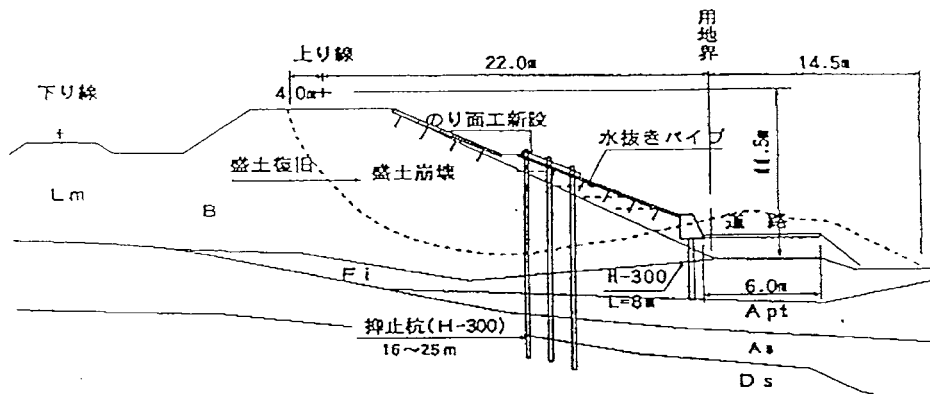 用地界
上り線
22.0m
14.5m
下り線
4.0m
のり面工新設
水抜きパイプ
11.5m
盛土復旧
盛土崩壊
道路
Lm
B
Fi
H-300
L=8m
6.0m
Apt
抑止杭(H-300)
16～25m
As
Ds